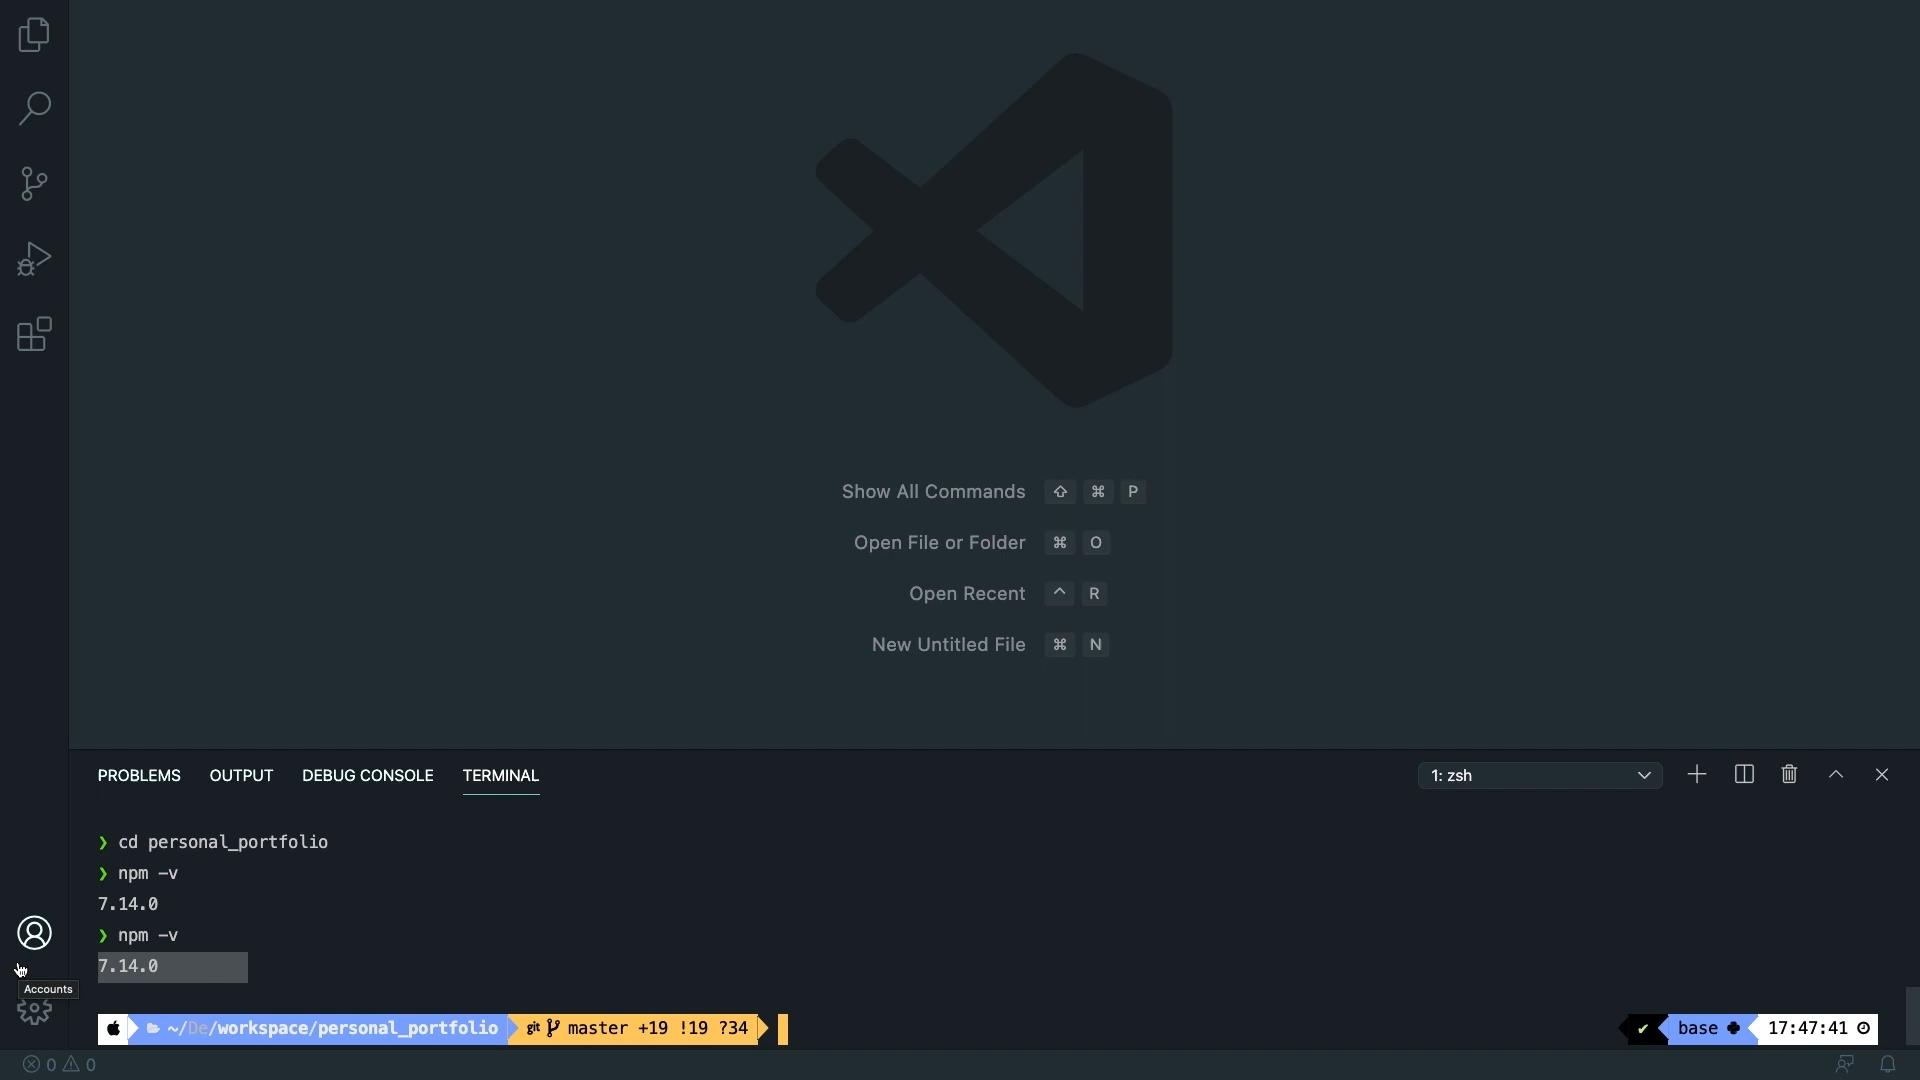 Show All Commands ⇧ ⌘ P
Open File or Folder ⌘ O
Open Recent ^ R
New Untitled File ⌘ N
PROBLEMS OUTPUT DEBUG CONSOLE TERMINAL 1: zsh
❯ cd personal_portfolio
❯ npm -v
7.14.0
❯ npm -v
7.14.0
Accounts
~/De/workspace/personal_portfolio git master +19 !19 ?34 ✔ base 17:47:41
0 0